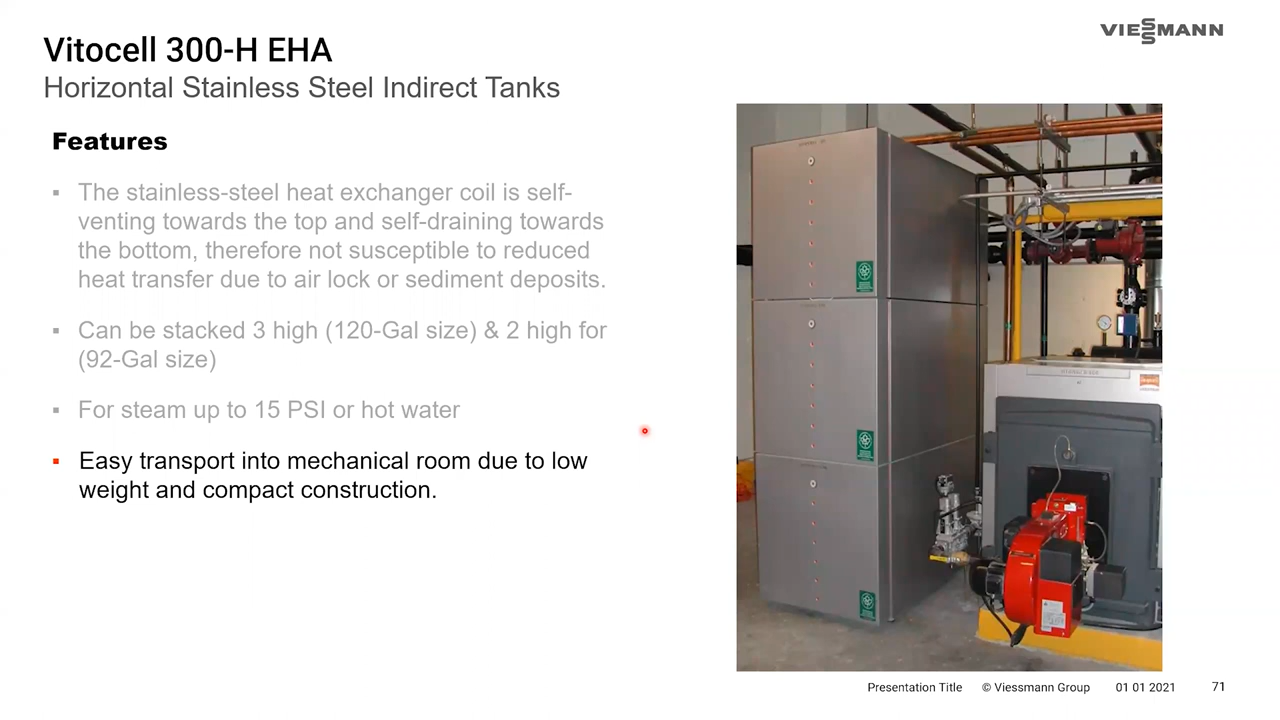 Vitocell 300-H EHA
VIESSMANN
Horizontal Stainless Steel Indirect Tanks
Features
▪ The stainless-steel heat exchanger coil is self-
venting towards the top and self-draining towards
the bottom, therefore not susceptible to reduced
heat transfer due to air lock or sediment deposits.
▪ Can be stacked 3 high (120-Gal size) & 2 high for
(92-Gal size)
▪ For steam up to 15 PSI or hot water
▪ Easy transport into mechanical room due to low
weight and compact construction.
Presentation Title © Viessmann Group 01 01 2021 71